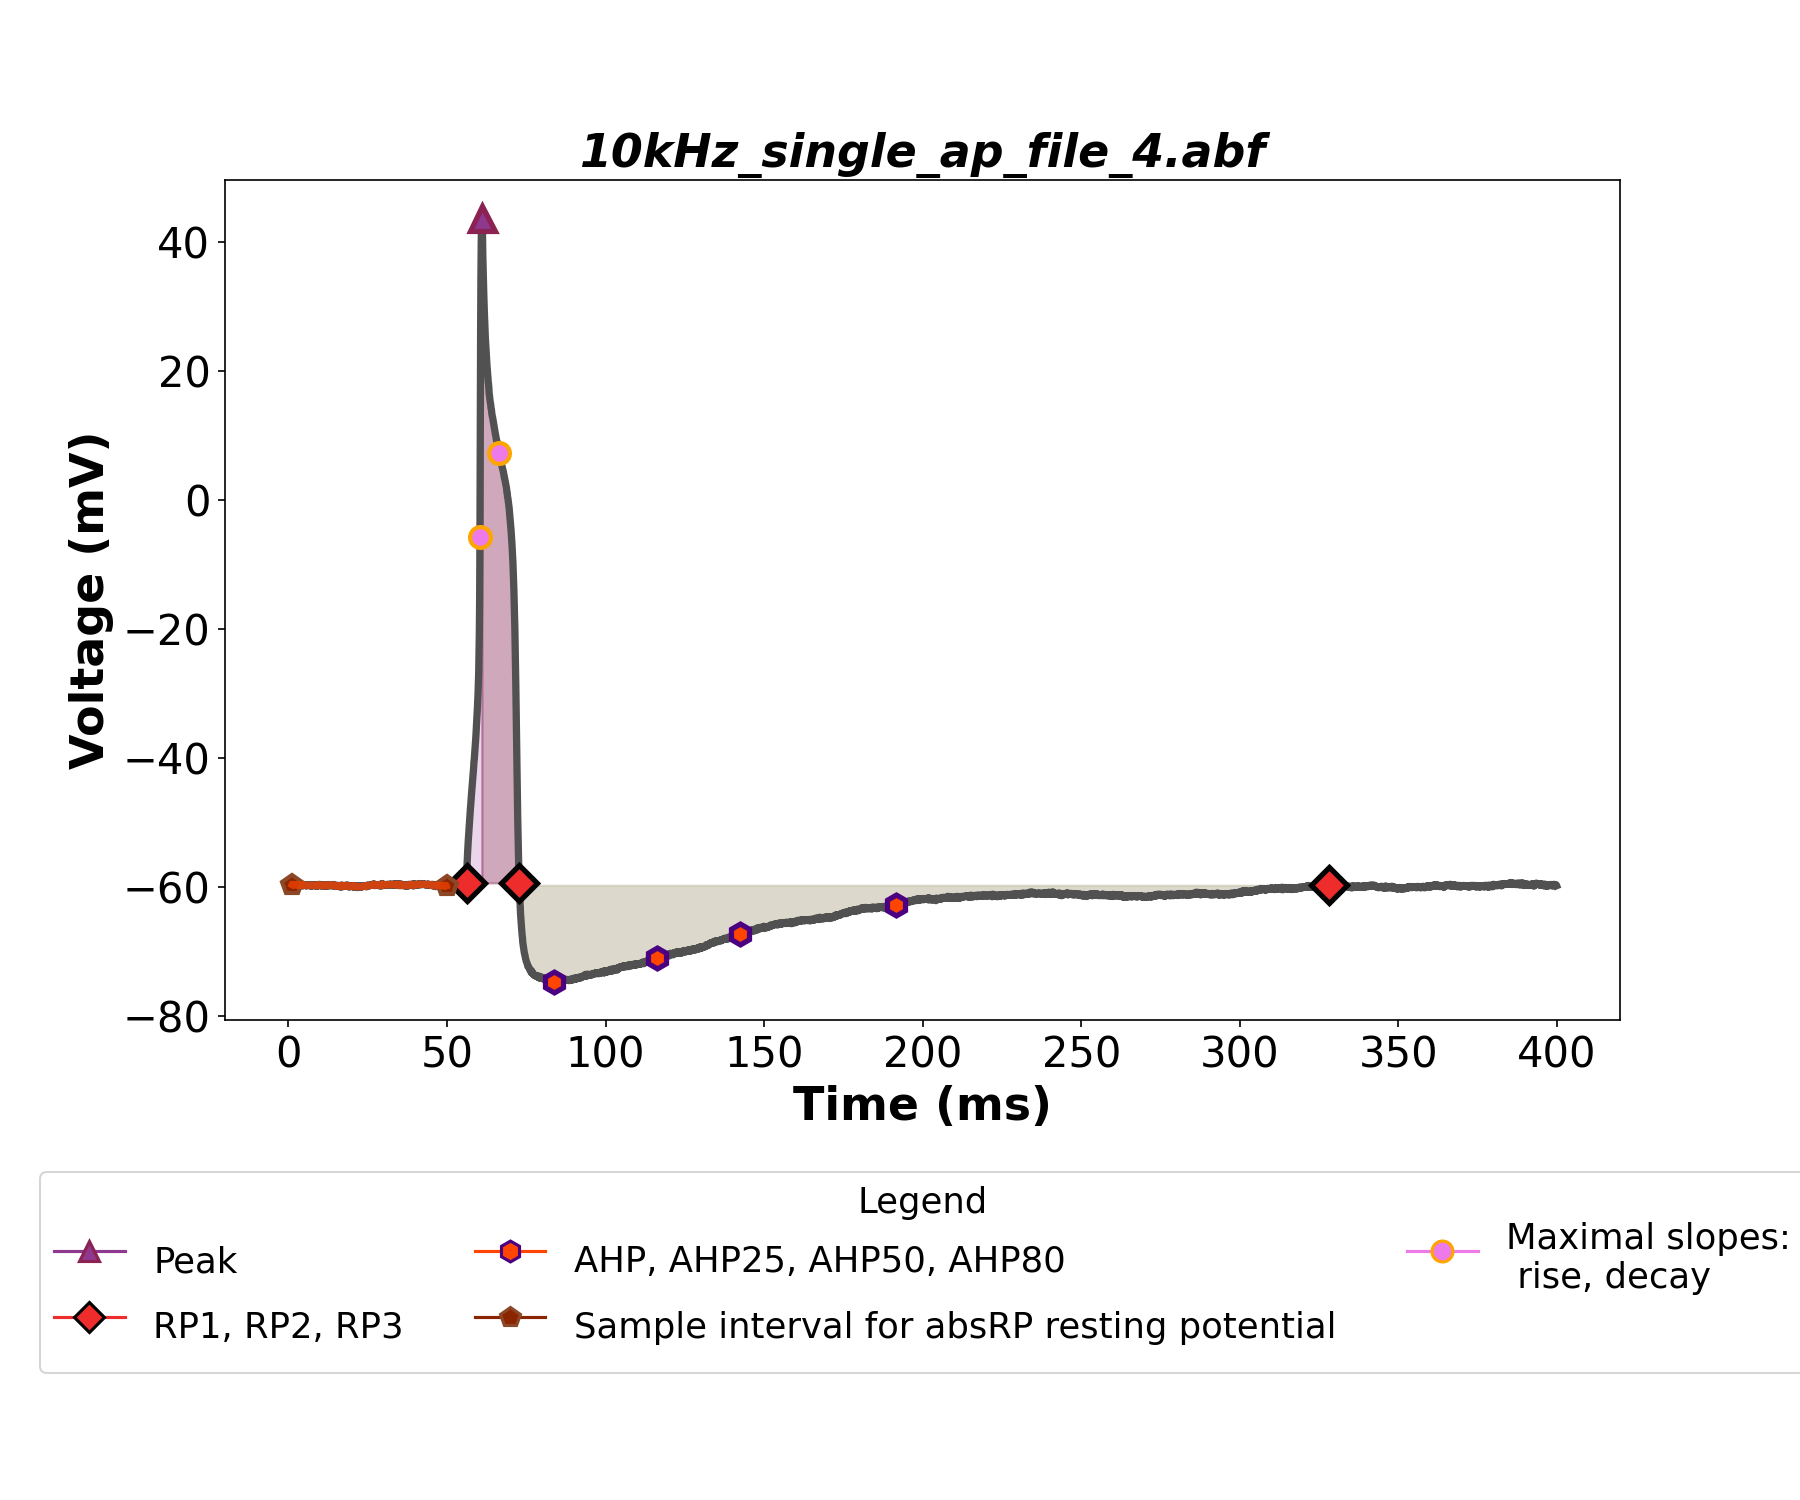 10kHz_single_ap_file_4.abf
Voltage (mV)
40
20
0
−20
−40
−60
−80
0 50 100 150 200 250 300 350 400
Time (ms)
Legend
Peak
RP1, RP2, RP3
AHP, AHP25, AHP50, AHP80
Sample interval for absRP resting potential
Maximal slopes:
rise, decay